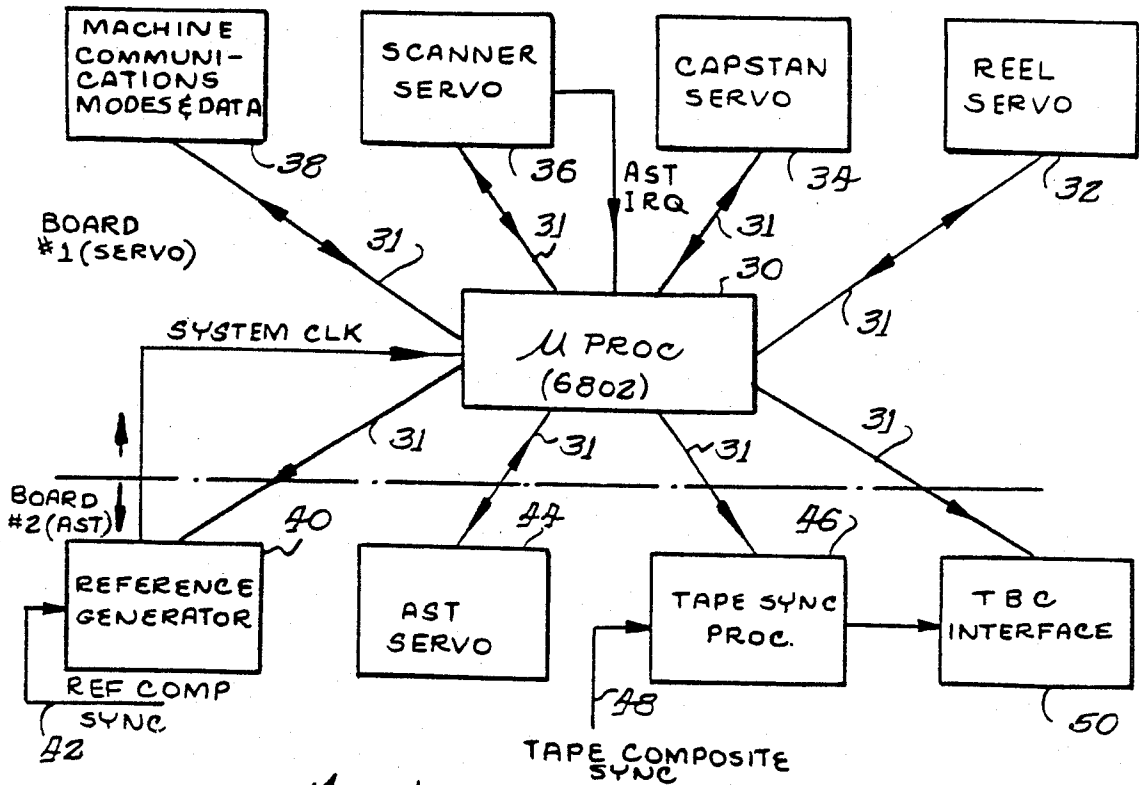 MACHINE
COMMUNI-
CATIONS
MODES & DATA
38
SCANNER
SERVO
36
CAPSTAN
SERVO
34
REEL
SERVO
32
AST
IRQ
BOARD
#1 (SERVO)
31
31
31
31
30
SYSTEM CLK
μ PROC
(6802)
31
31
31
31
BOARD
#2 (AST)
40
44
46
REFERENCE
GENERATOR
AST
SERVO
TAPE SYNC
PROC.
TBC
INTERFACE
REF COMP
SYNC
42
48
50
TAPE COMPOSITE
SYNC